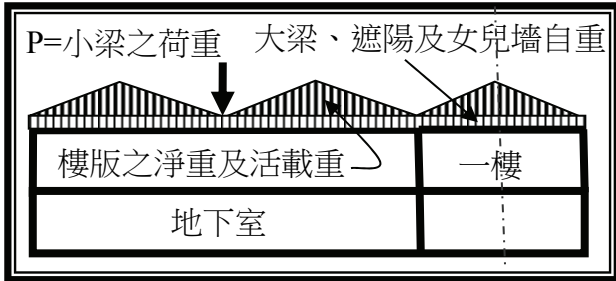 P=小梁之荷重
大梁、遮陽及女兒墻自重
樓版之淨重及活載重
一樓
地下室